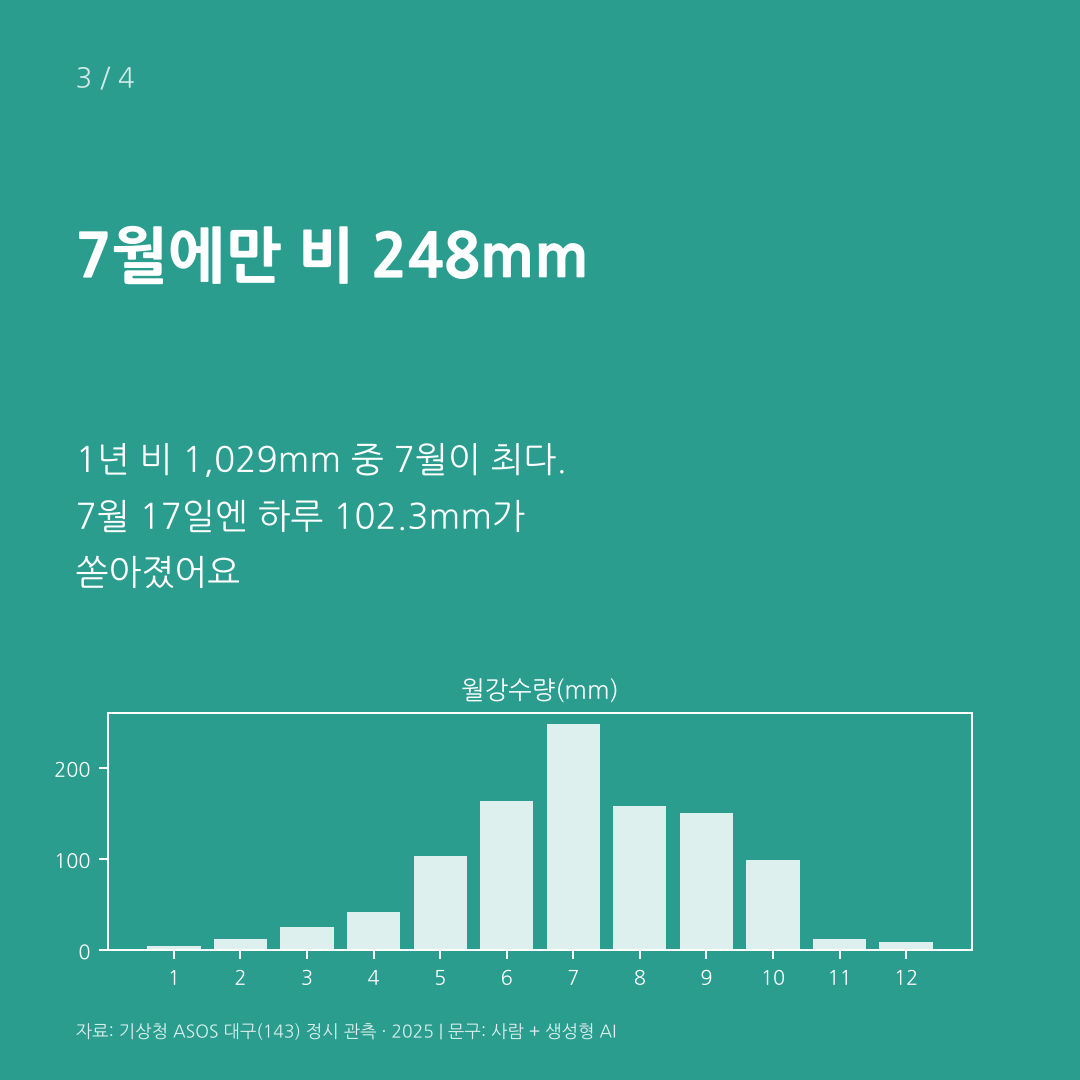 3 / 4
7월에만 비 248mm
1년 비 1,029mm 중 7월이 최다.
7월 17일엔 하루 102.3mm가
쏟아졌어요
월강수량(mm)
200
100
0
1 2 3 4 5 6 7 8 9 10 11 12
자료: 기상청 ASOS 대구(143) 정시 관측 · 2025 | 문구: 사람 + 생성형 AI